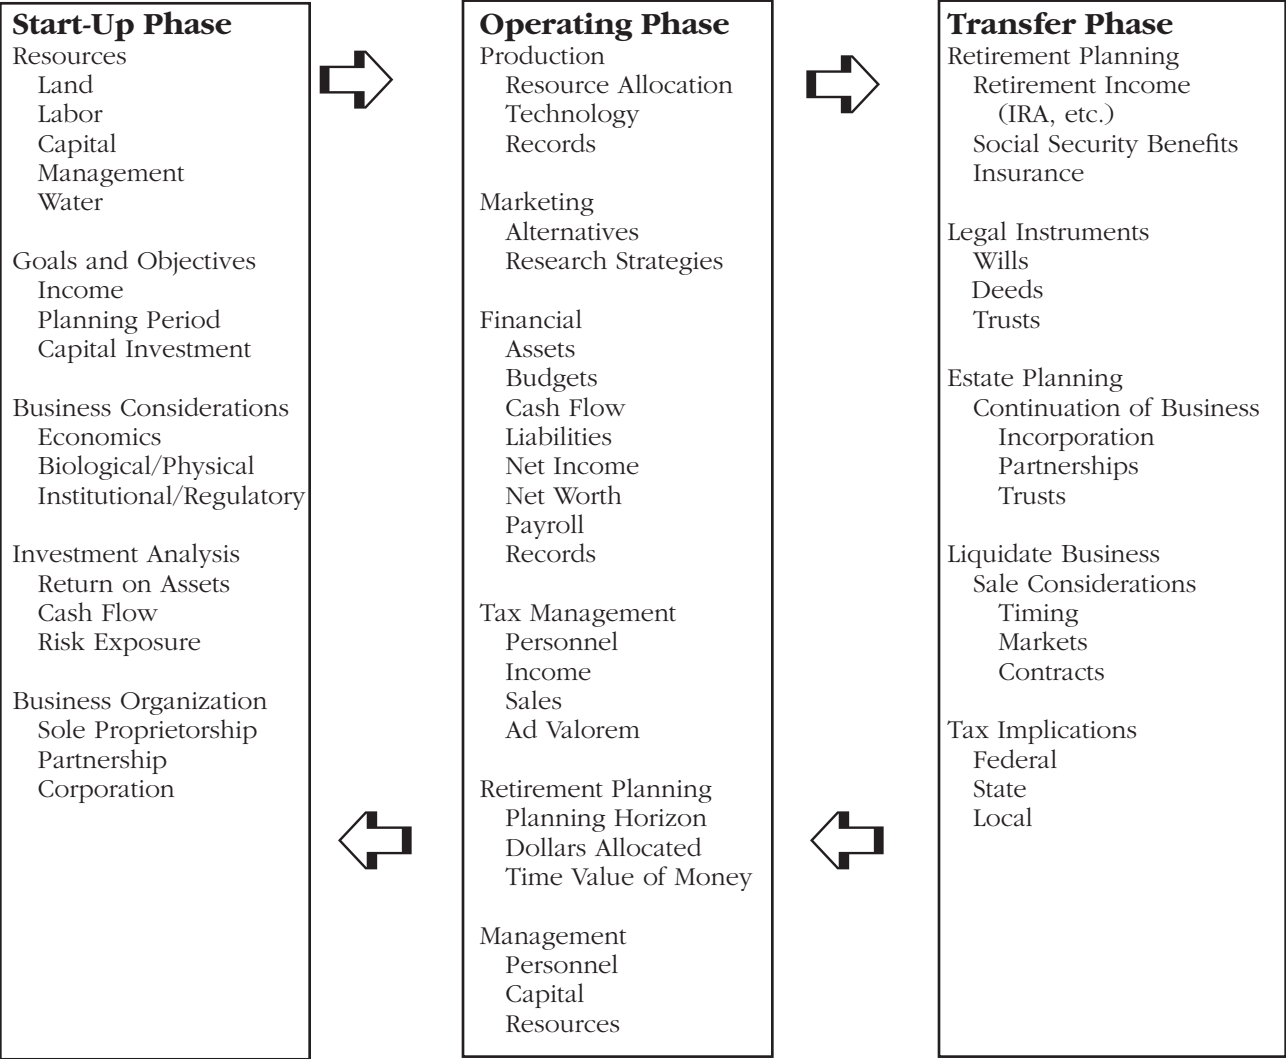 Start-Up Phase
Resources
Land
Labor
Capital
Management
Water
Goals and Objectives
Income
Planning Period
Capital Investment
Business Considerations
Economics
Biological/Physical
Institutional/Regulatory
Investment Analysis
Return on Assets
Cash Flow
Risk Exposure
Business Organization
Sole Proprietorship
Partnership
Corporation
Operating Phase
Production
Resource Allocation
Technology
Records
Marketing
Alternatives
Research Strategies
Financial
Assets
Budgets
Cash Flow
Liabilities
Net Income
Net Worth
Payroll
Records
Tax Management
Personnel
Income
Sales
Ad Valorem
Retirement Planning
Planning Horizon
Dollars Allocated
Time Value of Money
Management
Personnel
Capital
Resources
Transfer Phase
Retirement Planning
Retirement Income
(IRA, etc.)
Social Security Benefits
Insurance
Legal Instruments
Wills
Deeds
Trusts
Estate Planning
Continuation of Business
Incorporation
Partnerships
Trusts
Liquidate Business
Sale Considerations
Timing
Markets
Contracts
Tax Implications
Federal
State
Local